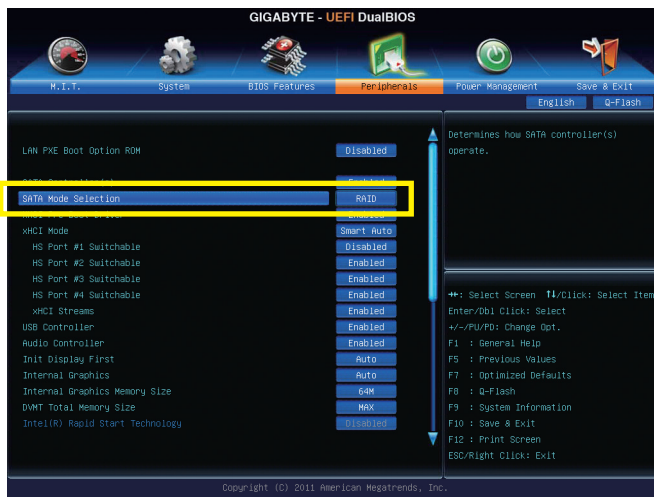 GIGABYTE - UEFI DualBIOS
M.I.T. System BIOS Features Peripherals Power Management Save & Exit
English Q-Flash
LAN PXE Boot Option ROM Disabled
SATA Controller(s) Enabled
SATA Mode Selection RAID
xHCI Pre-Boot Driver Enabled
xHCI Mode Smart Auto
HS Port #1 Switchable Disabled
HS Port #2 Switchable Enabled
HS Port #3 Switchable Enabled
HS Port #4 Switchable Enabled
xHCI Streams Enabled
USB Controller Enabled
Audio Controller Enabled
Init Display First Auto
Internal Graphics Auto
Internal Graphics Memory Size 64M
DVMT Total Memory Size MAX
Intel(R) Rapid Start Technology Disabled
Determines how SATA controller(s)
operate.
→←: Select Screen ↑↓/Click: Select Item
Enter/Dbl Click: Select
+/-/PU/PD: Change Opt.
F1 : General Help
F5 : Previous Values
F7 : Optimized Defaults
F8 : Q-Flash
F9 : System Information
F10 : Save & Exit
F12 : Print Screen
ESC/Right Click: Exit
Copyright (C) 2011 American Megatrends, Inc.